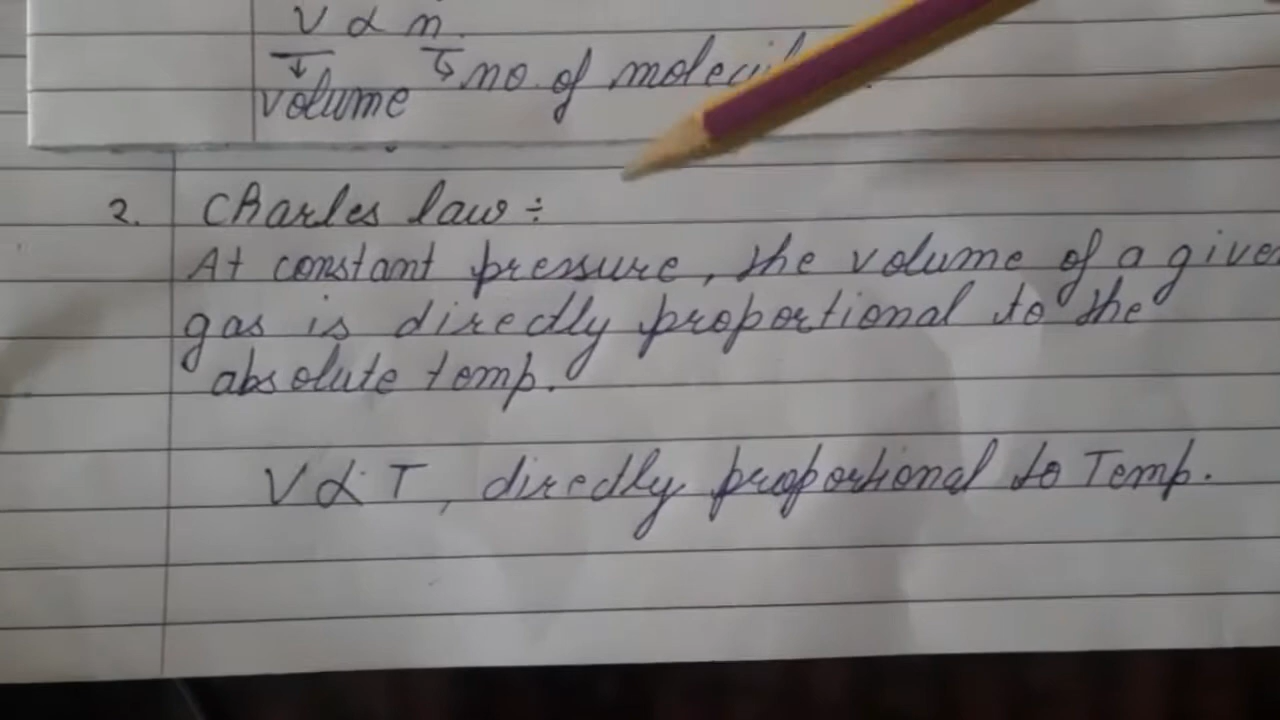 V ∝ n.
↓ ↳ no. of
volume
2. Charles law ÷
At constant pressure, the volume of a
gas is directly proportional to the
absolute temp.
V ∝ T, directly proportional to Temp.